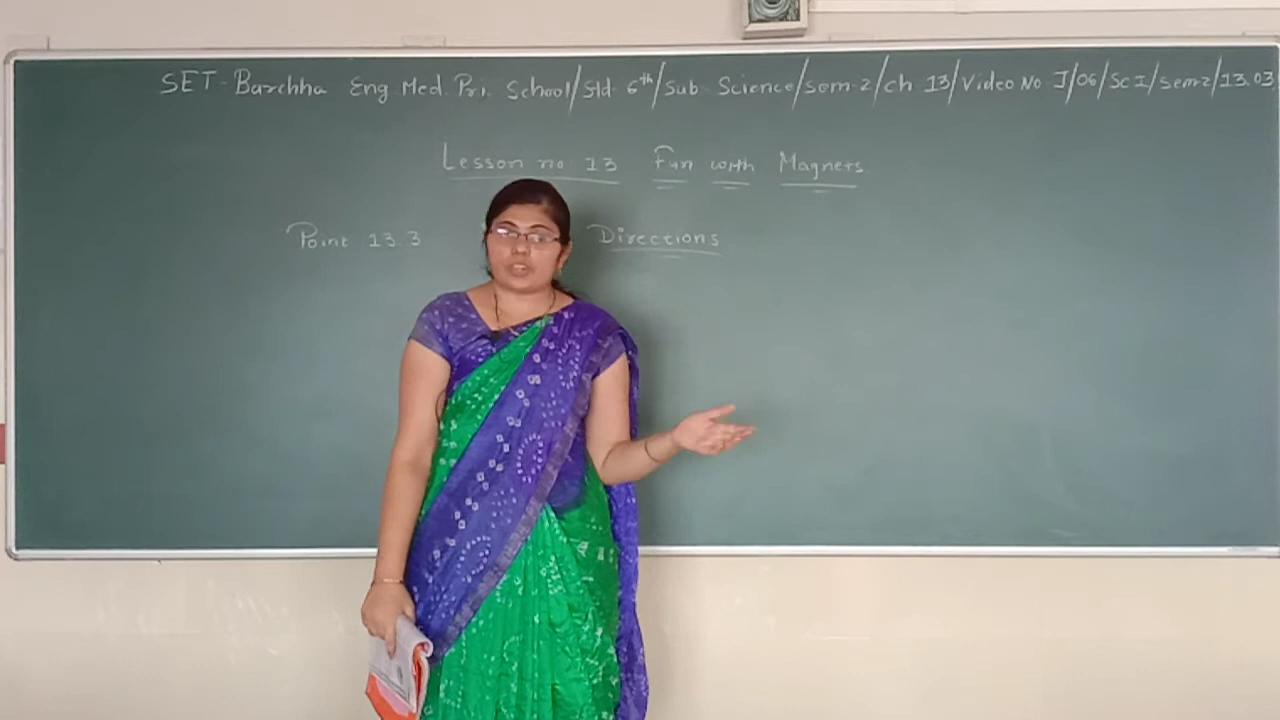 SET-Barchha Eng Med. Pri. School/Std 6th/Sub Science/sem-2/ch 13/Video No J/06/SCI/Sem2/13.03
Lesson no 13 Fun with Magnets
Point 13.3 Directions